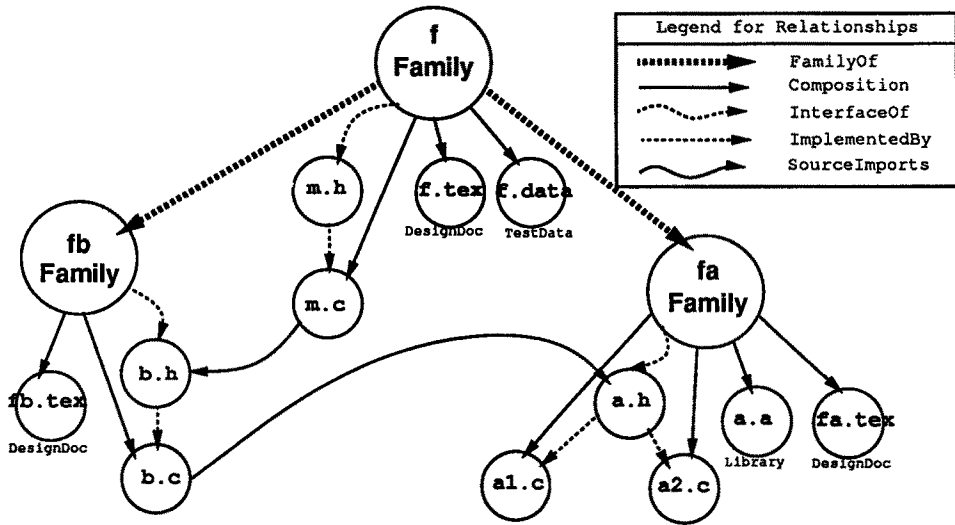 f
Family
Legend for Relationships
FamilyOf
Composition
InterfaceOf
ImplementedBy
SourceImports
m.h
f.tex
f.data
DesignDoc
TestData
fb
Family
m.c
fa
Family
b.h
fb.tex
DesignDoc
b.c
a.h
a.a
Library
fa.tex
DesignDoc
a1.c
a2.c